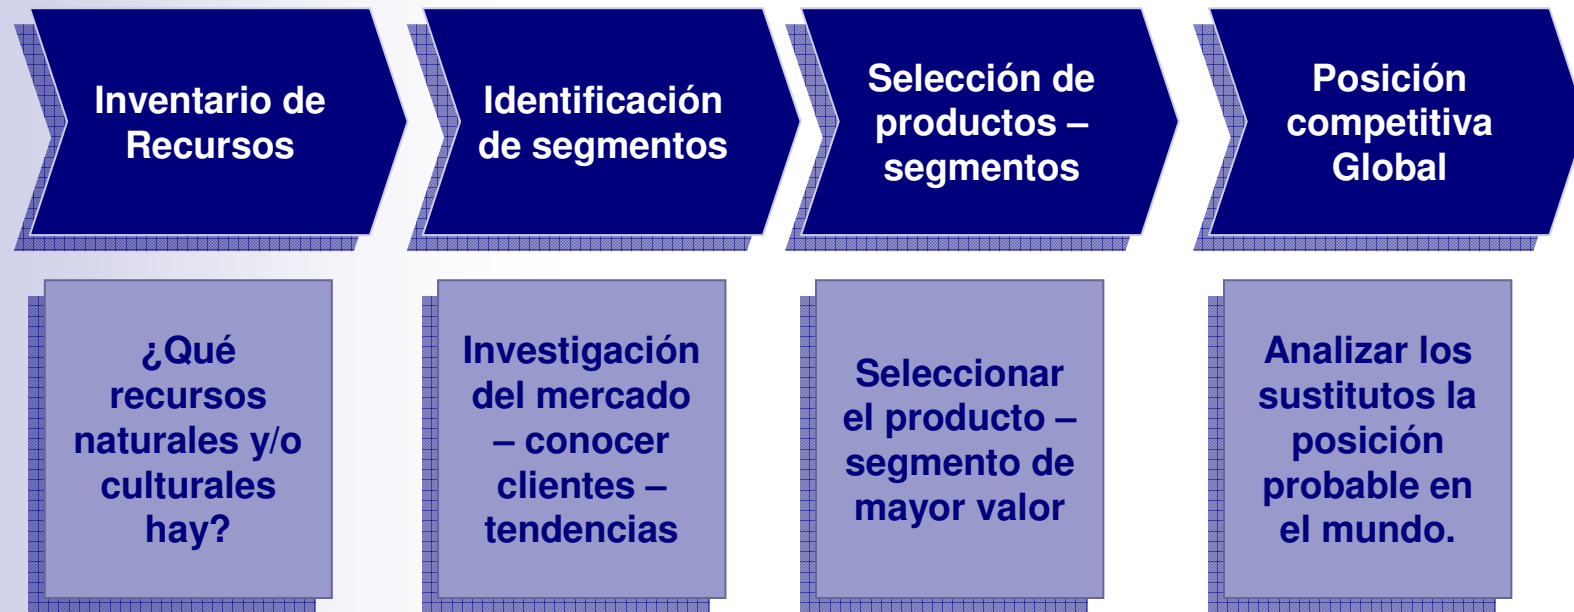 Inventario de
Recursos
Identificación
de segmentos
Selección de
productos –
segmentos
Posición
competitiva
Global
¿Qué
recursos
naturales y/o
culturales
hay?
Investigación
del mercado
– conocer
clientes –
tendencias
Seleccionar
el producto –
segmento de
mayor valor
Analizar los
sustitutos la
posición
probable en
el mundo.